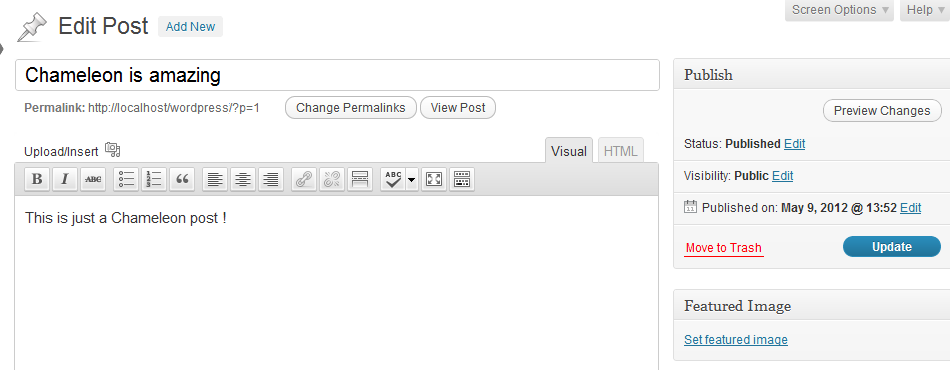 Screen Options Help
Edit Post Add New
Chameleon is amazing
Permalink: http://localhost/wordpress/?p=1 Change Permalinks View Post
Upload/Insert Visual HTML
B I ABC ABC
This is just a Chameleon post !
Publish
Preview Changes
Status: Published Edit
Visibility: Public Edit
Published on: May 9, 2012 @ 13:52 Edit
Move to Trash Update
Featured Image
Set featured image